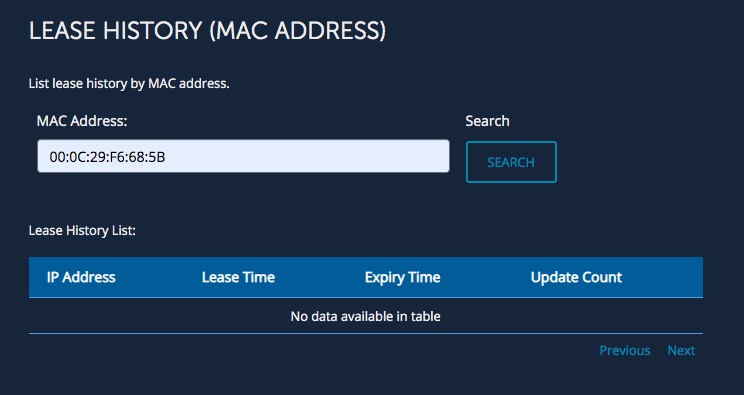 LEASE HISTORY (MAC ADDRESS)
List lease history by MAC address.
MAC Address: Search
00:0C:29:F6:68:5B SEARCH
Lease History List:
IP Address Lease Time Expiry Time Update Count
No data available in table
Previous Next